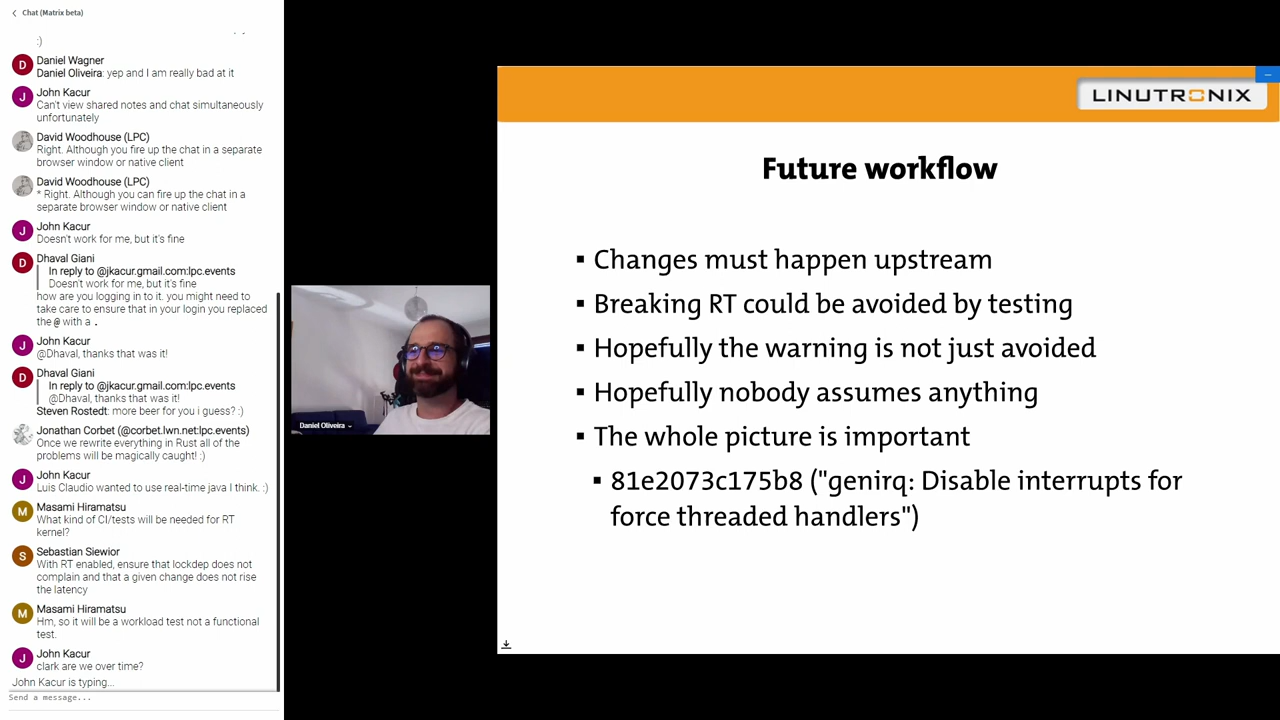 Chat (Matrix beta)
:)
D
Daniel Wagner
Daniel Oliveira: yep and I am really bad at it
J
John Kacur
Can't view shared notes and chat simultaneously
unfortunately
David Woodhouse (LPC)
Right. Although you fire up the chat in a separate
browser window or native client
David Woodhouse (LPC)
* Right. Although you can fire up the chat in a
separate browser window or native client
J
John Kacur
Doesn't work for me, but it's fine
D
Dhaval Giani
In reply to @jkacur.gmail.com:lpc.events
Doesn't work for me, but it's fine
how are you logging in to it. you might need to
take care to ensure that in your login you replaced
the @ with a .
J
John Kacur
@Dhaval, thanks that was it!
D
Dhaval Giani
In reply to @jkacur.gmail.com:lpc.events
@Dhaval, thanks that was it!
Steven Rostedt: more beer for you i guess? :)
Jonathan Corbet (@corbet.lwn.net:lpc.events)
Once we rewrite everything in Rust all of the
problems will be magically caught! :)
J
John Kacur
Luis Claudio wanted to use real-time java I think. :)
M
Masami Hiramatsu
What kind of CI/tests will be needed for RT
kernel?
S
Sebastian Siewior
With RT enabled, ensure that lockdep does not
complain and that a given change does not rise
the latency
M
Masami Hiramatsu
Hm, so it will be a workload test not a functional
test.
J
John Kacur
clark are we over time?
John Kacur is typing...
Send a message...
Daniel Oliveira
LINUTRONIX
Future workflow
▪ Changes must happen upstream
▪ Breaking RT could be avoided by testing
▪ Hopefully the warning is not just avoided
▪ Hopefully nobody assumes anything
▪ The whole picture is important
▪ 81e2073c175b8 ("genirq: Disable interrupts for
force threaded handlers")